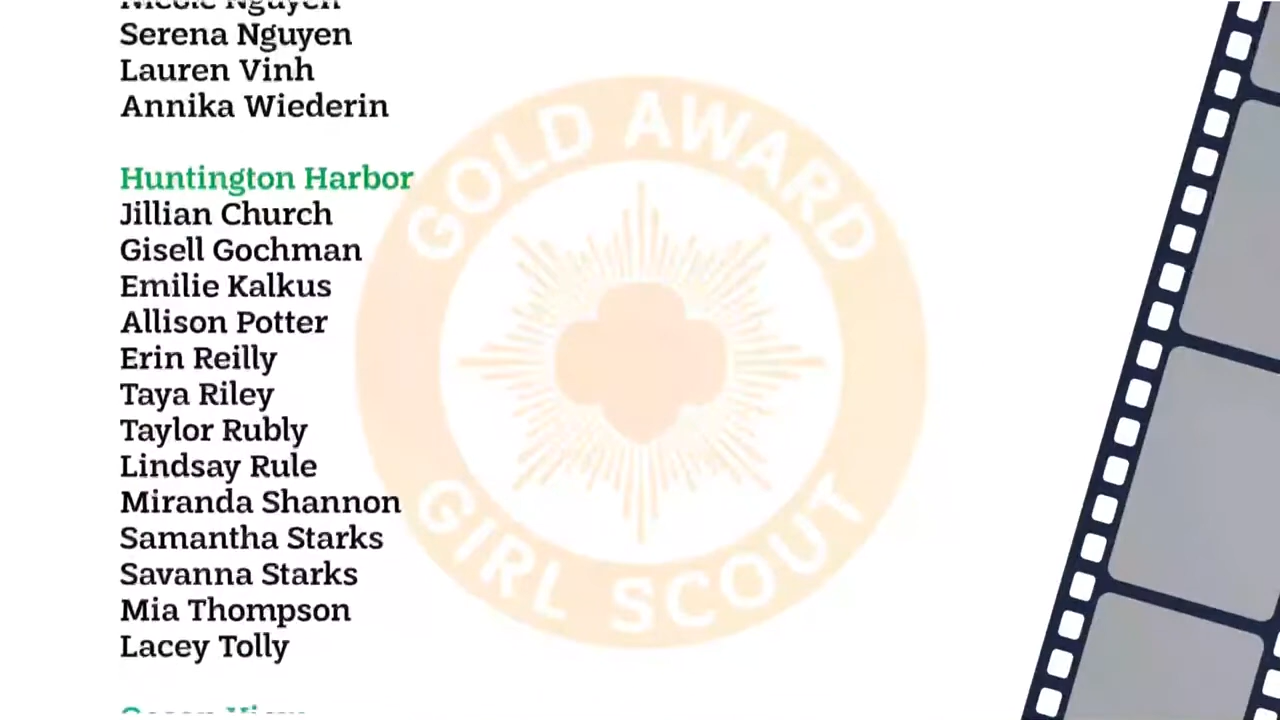 Nicole Nguyen
Serena Nguyen
Lauren Vinh
Annika Wiederin
Huntington Harbor
Jillian Church
Gisell Gochman
Emilie Kalkus
Allison Potter
Erin Reilly
Taya Riley
Taylor Rubly
Lindsay Rule
Miranda Shannon
Samantha Starks
Savanna Starks
Mia Thompson
Lacey Tolly
GOLD AWARD
GIRL SCOUT